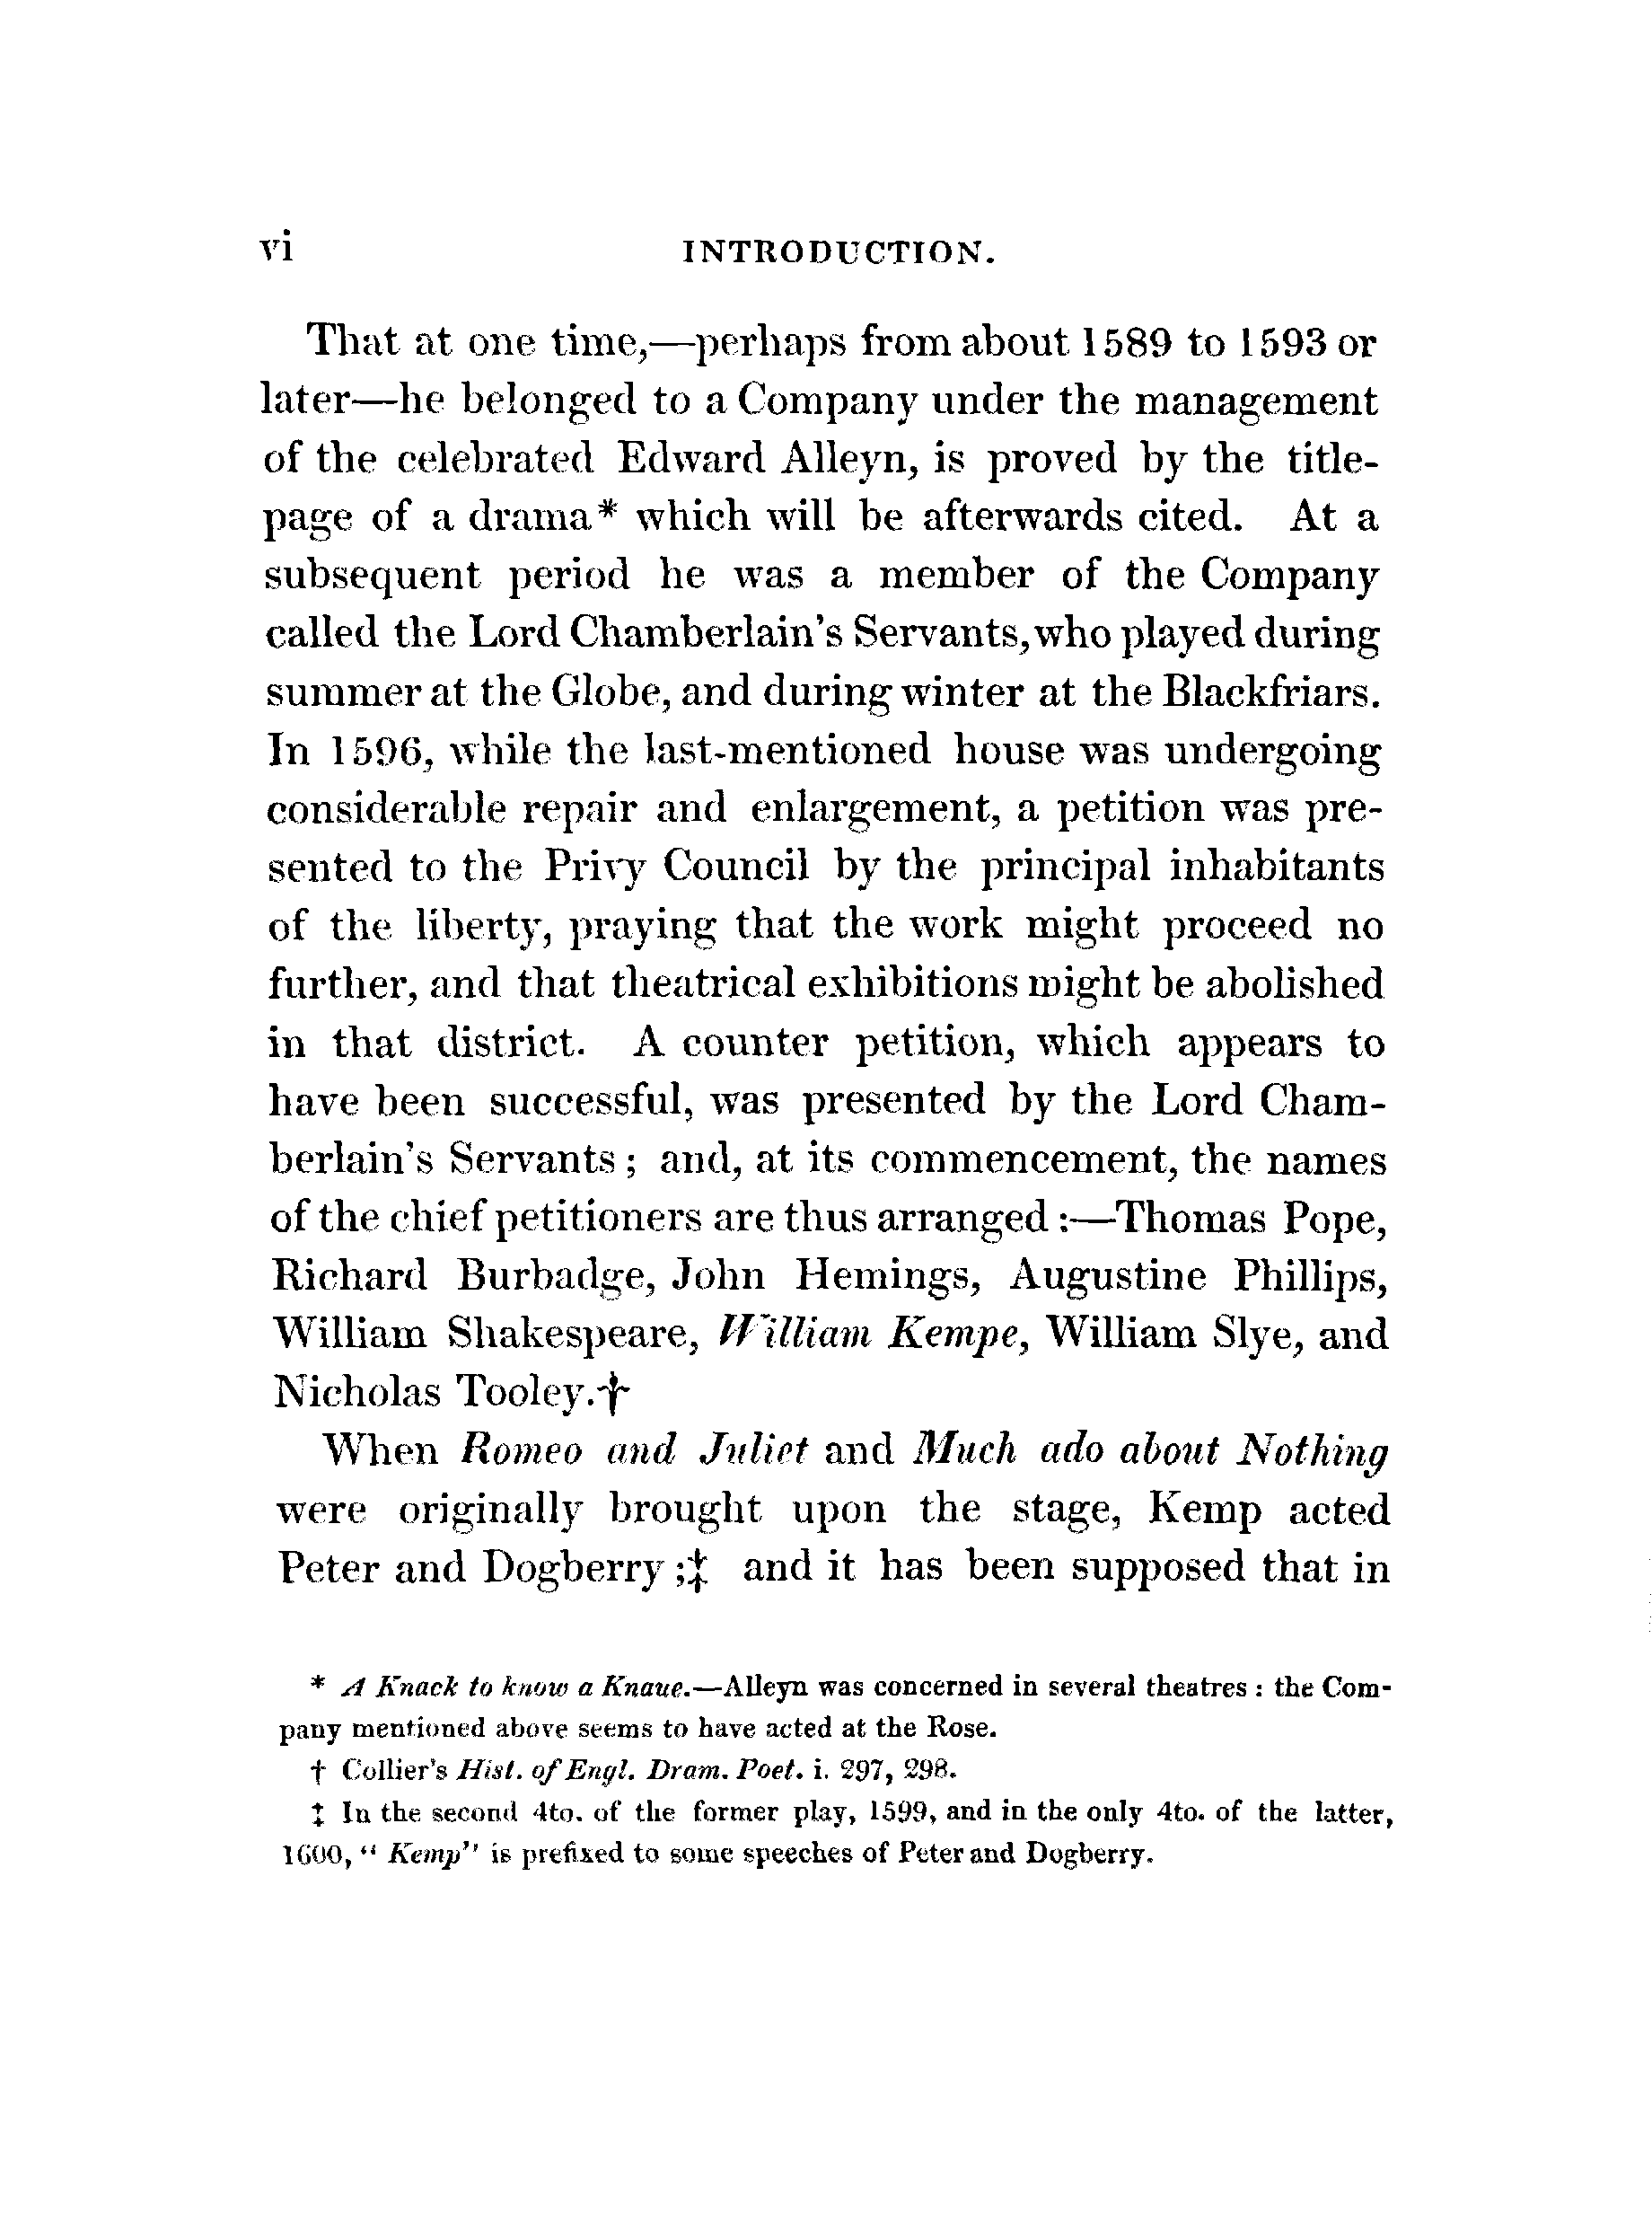 vi INTRODUCTION.
That at one time,—perhaps from about 1589 to 1593 or
later—he belonged to a Company under the management
of the celebrated Edward Alleyn, is proved by the title-
page of a drama* which will be afterwards cited. At a
subsequent period he was a member of the Company
called the Lord Chamberlain's Servants, who played during
summer at the Globe, and during winter at the Blackfriars.
In 1596, while the last-mentioned house was undergoing
considerable repair and enlargement, a petition was pre-
sented to the Privy Council by the principal inhabitants
of the liberty, praying that the work might proceed no
further, and that theatrical exhibitions might be abolished
in that district. A counter petition, which appears to
have been successful, was presented by the Lord Cham-
berlain's Servants; and, at its commencement, the names
of the chief petitioners are thus arranged:—Thomas Pope,
Richard Burbadge, John Hemings, Augustine Phillips,
William Shakespeare, William Kempe, William Slye, and
Nicholas Tooley.†
When Romeo and Juliet and Much ado about Nothing
were originally brought upon the stage, Kemp acted
Peter and Dogberry;‡ and it has been supposed that in
* A Knack to know a Knaue.—Alleyn was concerned in several theatres: the Com-
pany mentioned above seems to have acted at the Rose.
† Collier's Hist. of Engl. Dram. Poet. i. 297, 298.
‡ In the second 4to. of the former play, 1599, and in the only 4to. of the latter,
1600, "Kemp" is prefixed to some speeches of Peter and Dogberry.